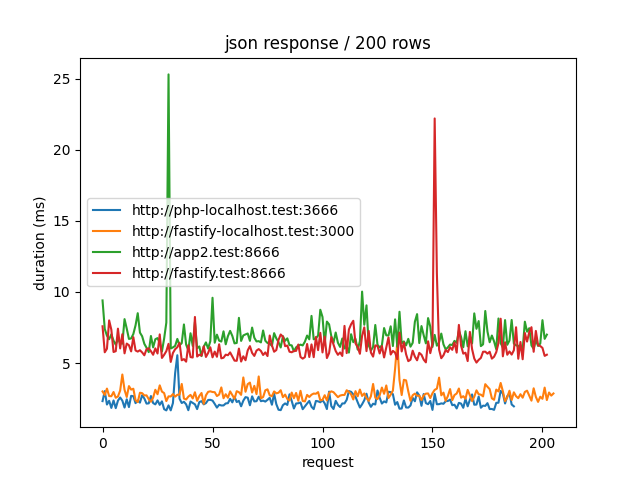 json response / 200 rows
duration (ms)
25
20
15
10
5
http://php-localhost.test:3666
http://fastify-localhost.test:3000
http://app2.test:8666
http://fastify.test:8666
0
50
100
150
200
request